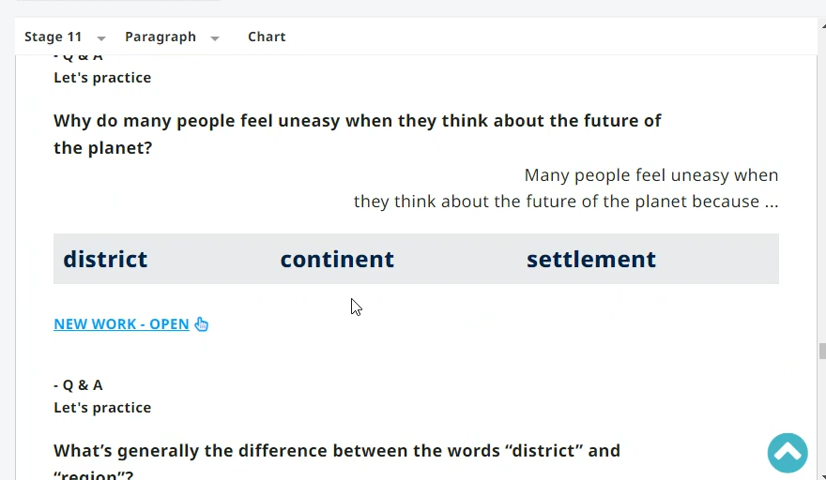 Stage 11 Paragraph Chart
- Q & A
Let's practice
Why do many people feel uneasy when they think about the future of
the planet?
Many people feel uneasy when
they think about the future of the planet because ...
district continent settlement
NEW WORK - OPEN
- Q & A
Let's practice
What’s generally the difference between the words “district” and
“region”?